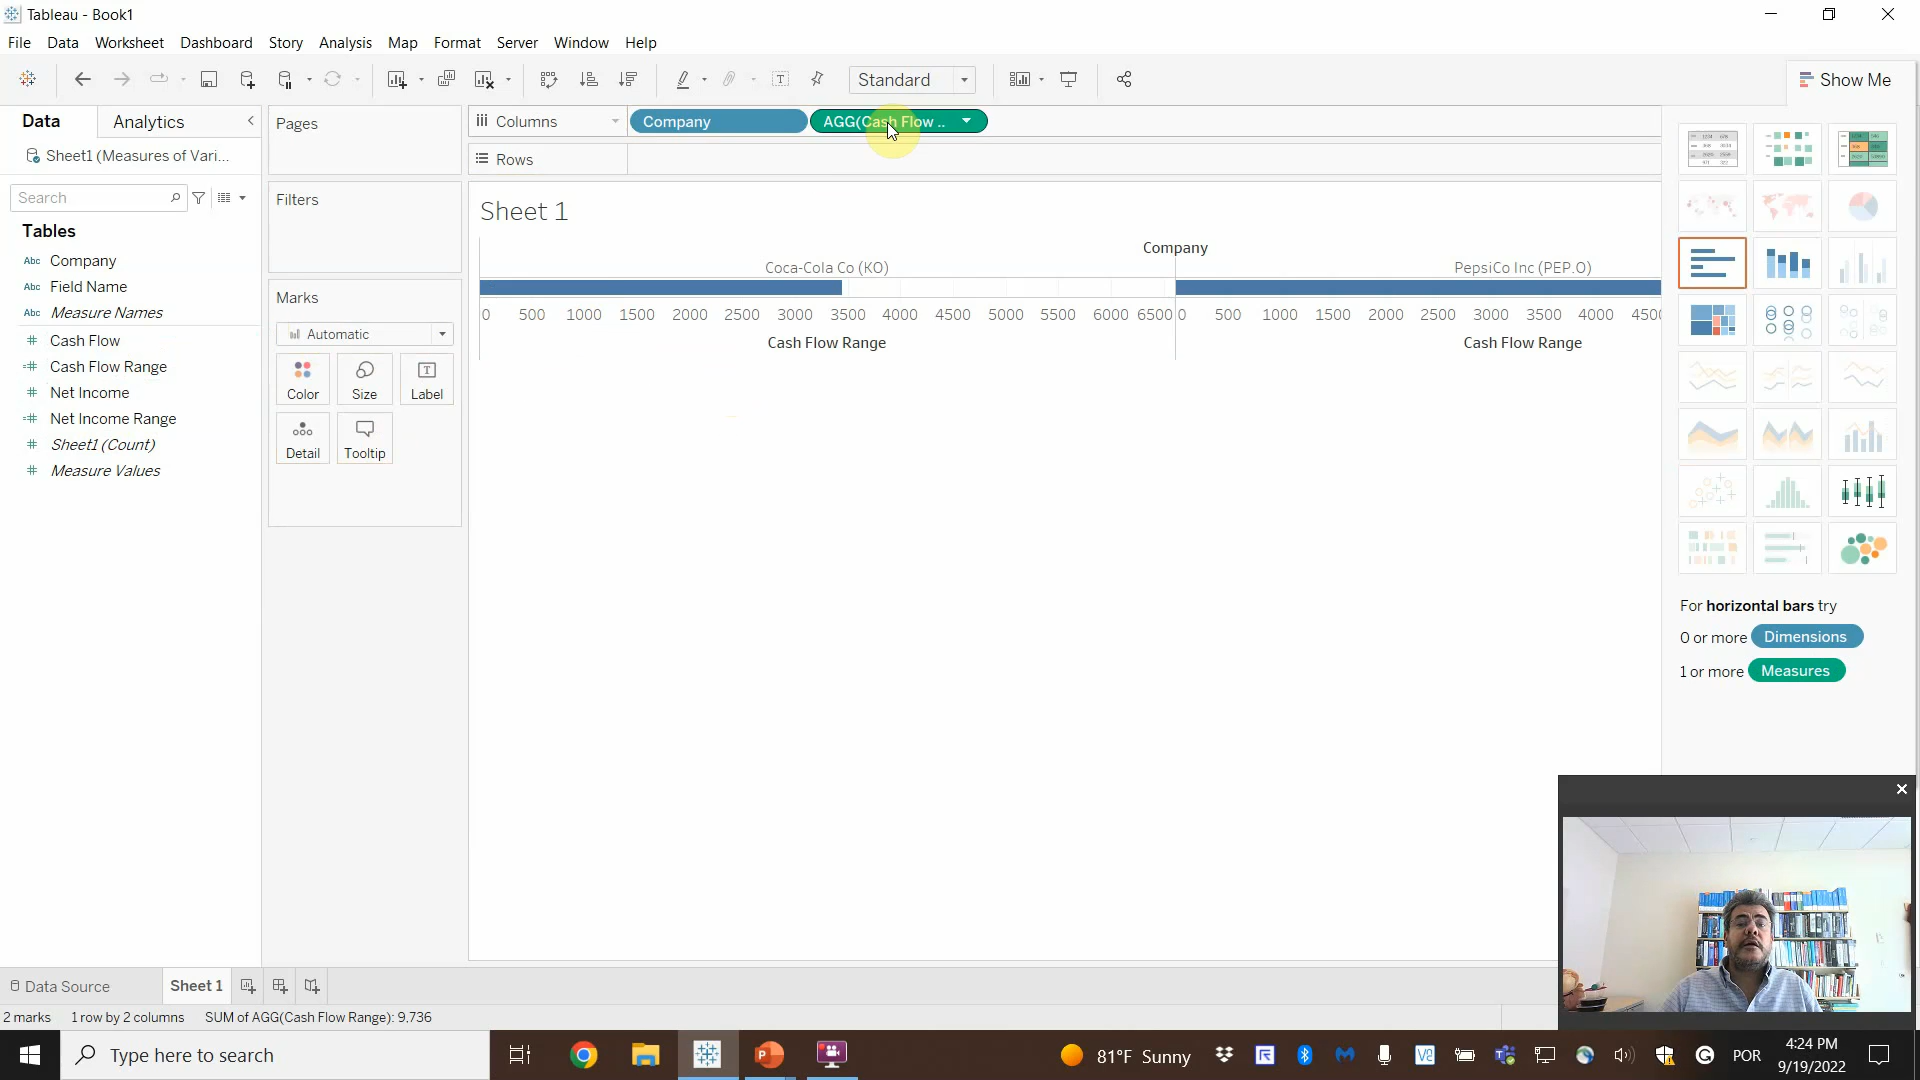 Tableau - Book1
File Data Worksheet Dashboard Story Analysis Map Format Server Window Help
Standard
Show Me
Data Analytics
Sheet1 (Measures of Vari...
Search
Tables
Abc Company
Abc Field Name
Abc Measure Names
# Cash Flow
=# Cash Flow Range
# Net Income
=# Net Income Range
# Sheet1 (Count)
# Measure Values
Pages
Filters
Marks
Automatic
Color Size Label
Detail Tooltip
Columns Company AGG(Cash Flow ..
Rows
Sheet 1
Company
Coca-Cola Co (KO) PepsiCo Inc (PEP.O)
0 500 1000 1500 2000 2500 3000 3500 4000 4500 5000 5500 6000 6500 0 500 1000 1500 2000 2500 3000 3500 4000 450
Cash Flow Range Cash Flow Range
For horizontal bars try
0 or more Dimensions
1 or more Measures
Data Source Sheet 1
2 marks 1 row by 2 columns SUM of AGG(Cash Flow Range): 9,736
Type here to search
81°F Sunny
POR
4:24 PM
9/19/2022